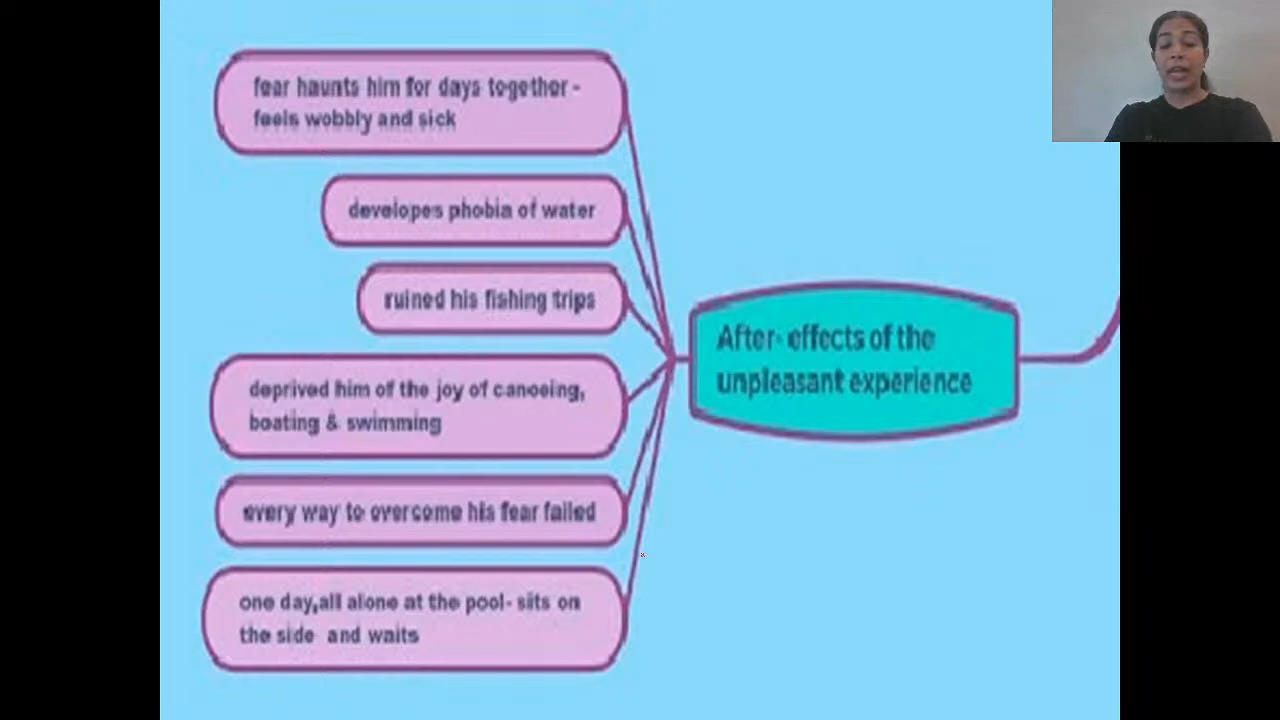 fear haunts him for days together -
feels wobbly and sick
developes phobia of water
ruined his fishing trips
deprived him of the joy of canoeing,
boating & swimming
every way to overcome his fear failed
one day,all alone at the pool- sits on
the side and waits
After- effects of the
unpleasant experience